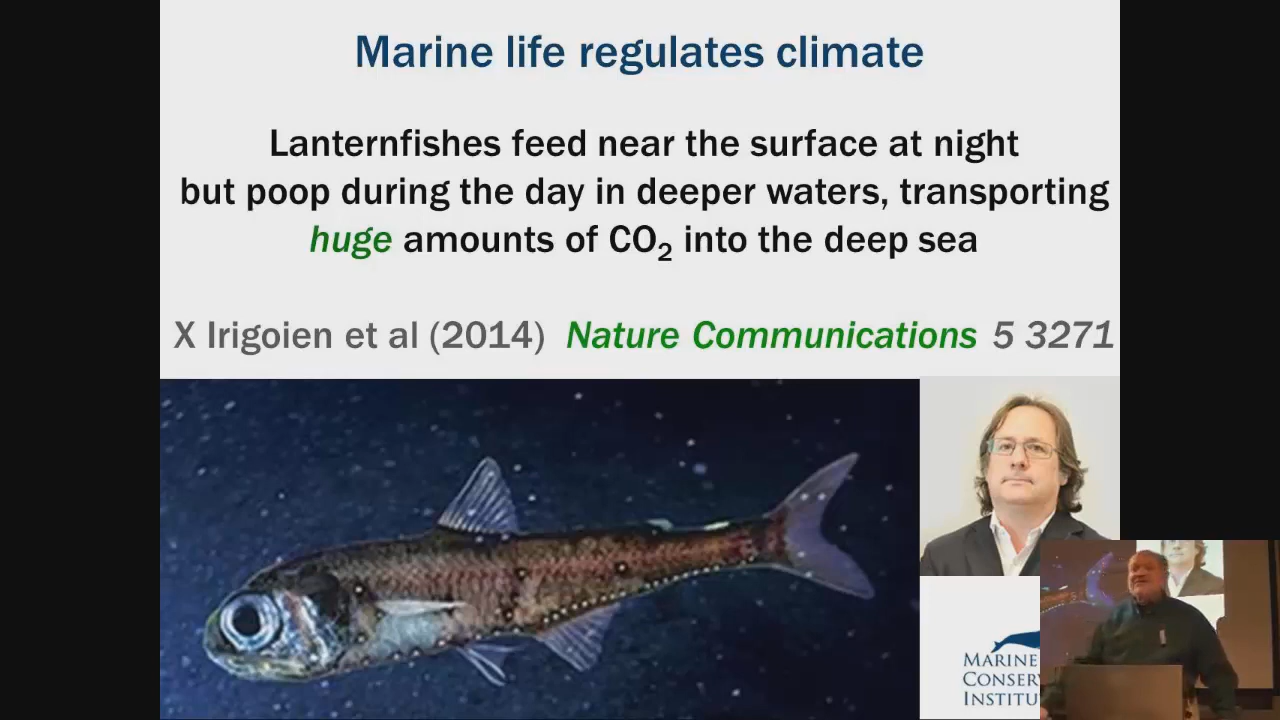 Marine life regulates climate
Lanternfishes feed near the surface at night
but poop during the day in deeper waters, transporting
huge amounts of CO₂ into the deep sea
X Irigoien et al (2014) Nature Communications 5 3271
MARINE
CONSER
INSTITU